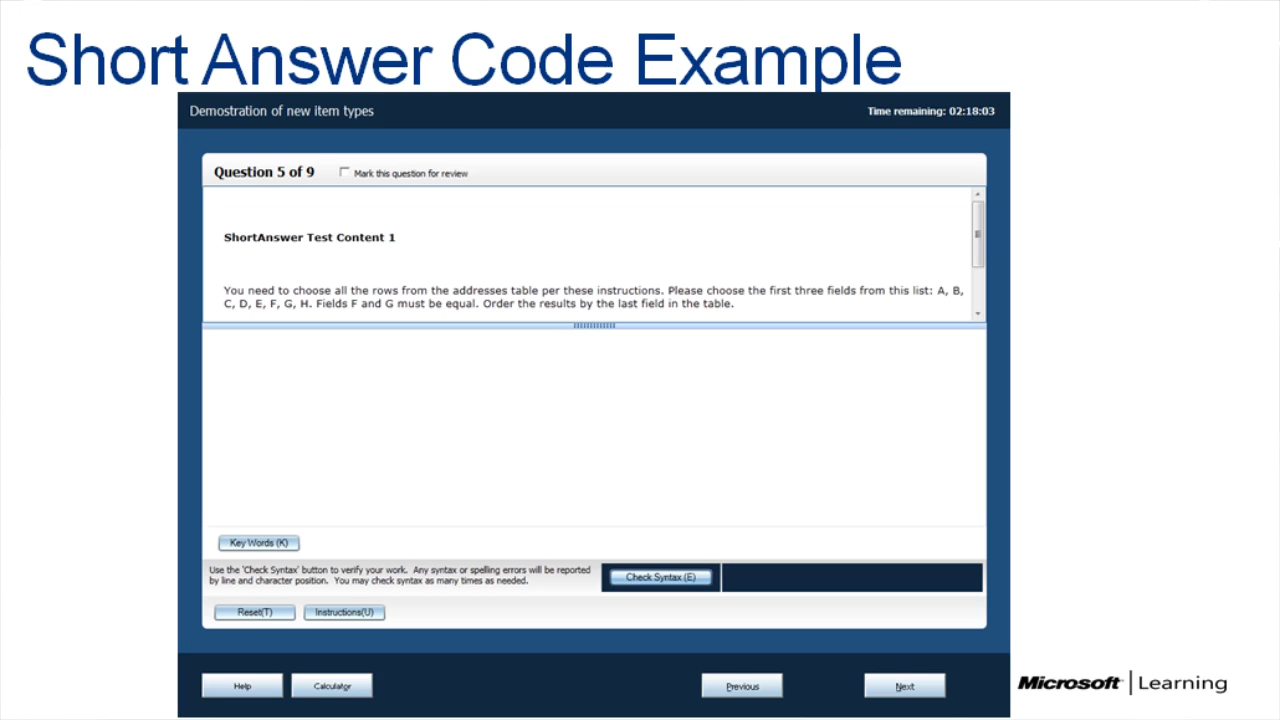 Short Answer Code Example
Demostration of new item types
Time remaining: 02:18:03
Question 5 of 9
Mark this question for review
ShortAnswer Test Content 1
You need to choose all the rows from the addresses table per these instructions. Please choose the first three fields from this list: A, B,
C, D, E, F, G, H. Fields F and G must be equal. Order the results by the last field in the table.
Key Words (K)
Use the 'Check Syntax' button to verify your work. Any syntax or spelling errors will be reported
by line and character position. You may check syntax as many times as needed.
Check Syntax (E)
Reset(T)
Instructions(U)
Help
Calculator
Previous
Next
Microsoft | Learning